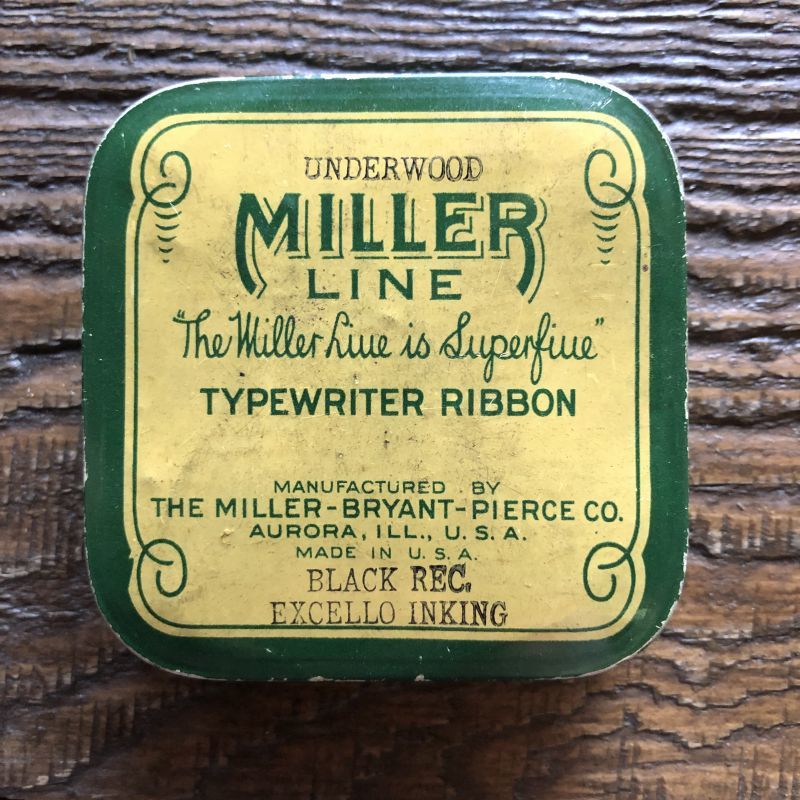 UNDERWOOD
MILLER
LINE
"The Miller Line is Superfine"
TYPEWRITER RIBBON
MANUFACTURED BY
THE MILLER-BRYANT-PIERCE CO.
AURORA, ILL., U. S. A.
MADE IN U. S. A.
BLACK REC.
EXCELLO INKING